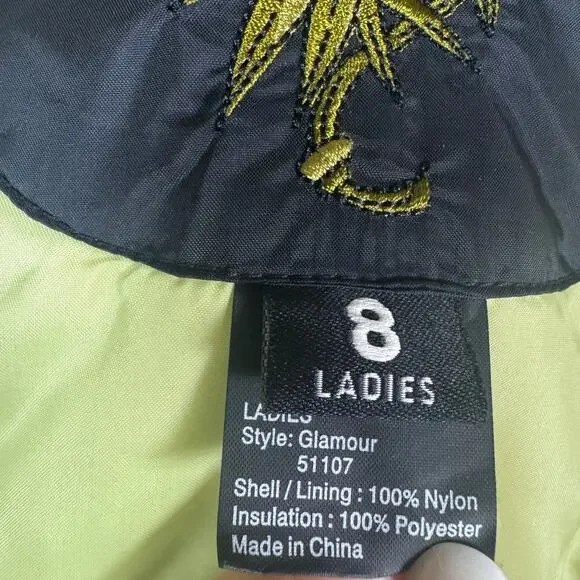 8
LADIES
LADIES
Style: Glamour
51107
Shell / Lining : 100% Nylon
Insulation : 100% Polyester
Made in China